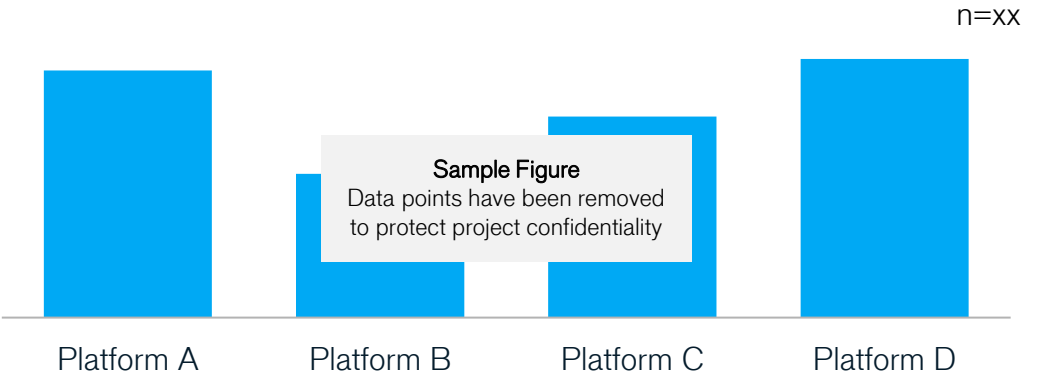 n=xx
Sample Figure
Data points have been removed
to protect project confidentiality
Platform A
Platform B
Platform C
Platform D